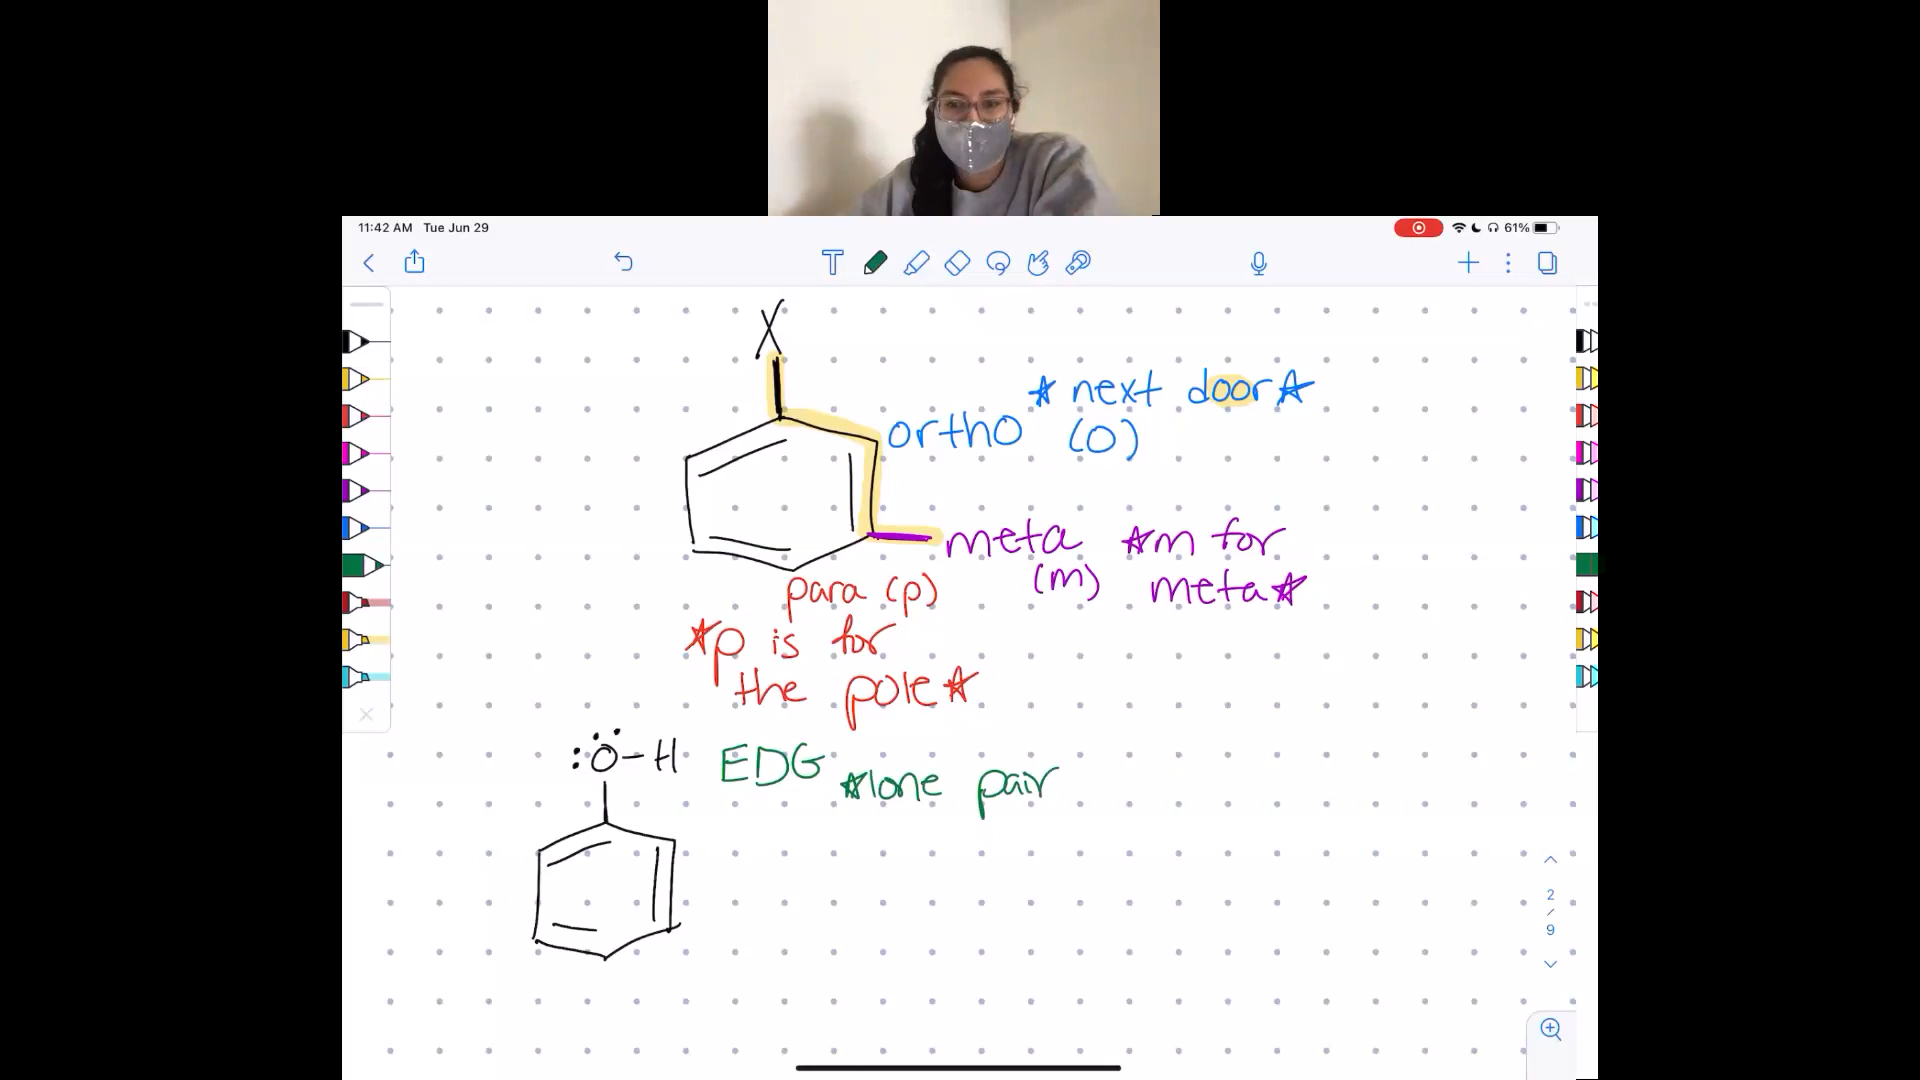 11:42 AM Tue Jun 29
61%
T
X
☆ next door☆
ortho (o)
meta ☆m for
(m) meta☆
para (p)
☆p is for
the pole☆
:Ö-H EDG
☆lone pair
2
/
9